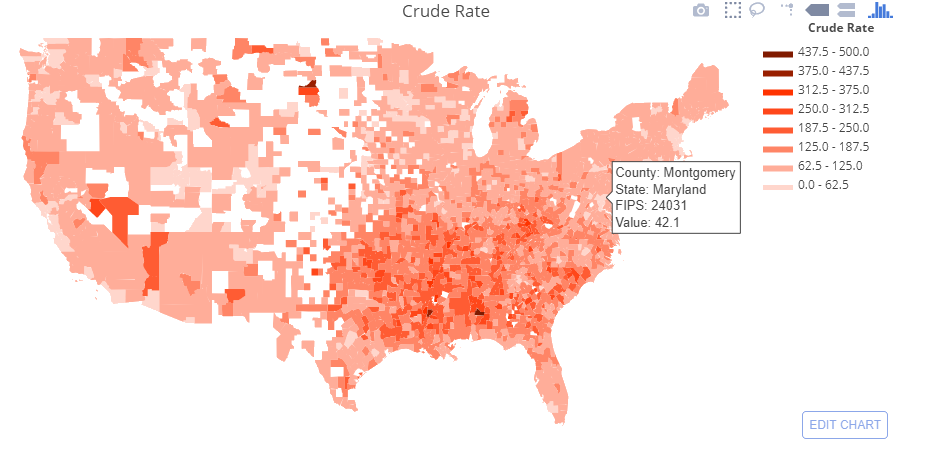 Crude Rate
Crude Rate
437.5 - 500.0
375.0 - 437.5
312.5 - 375.0
250.0 - 312.5
187.5 - 250.0
125.0 - 187.5
62.5 - 125.0
0.0 - 62.5
County: Montgomery
State: Maryland
FIPS: 24031
Value: 42.1
EDIT CHART